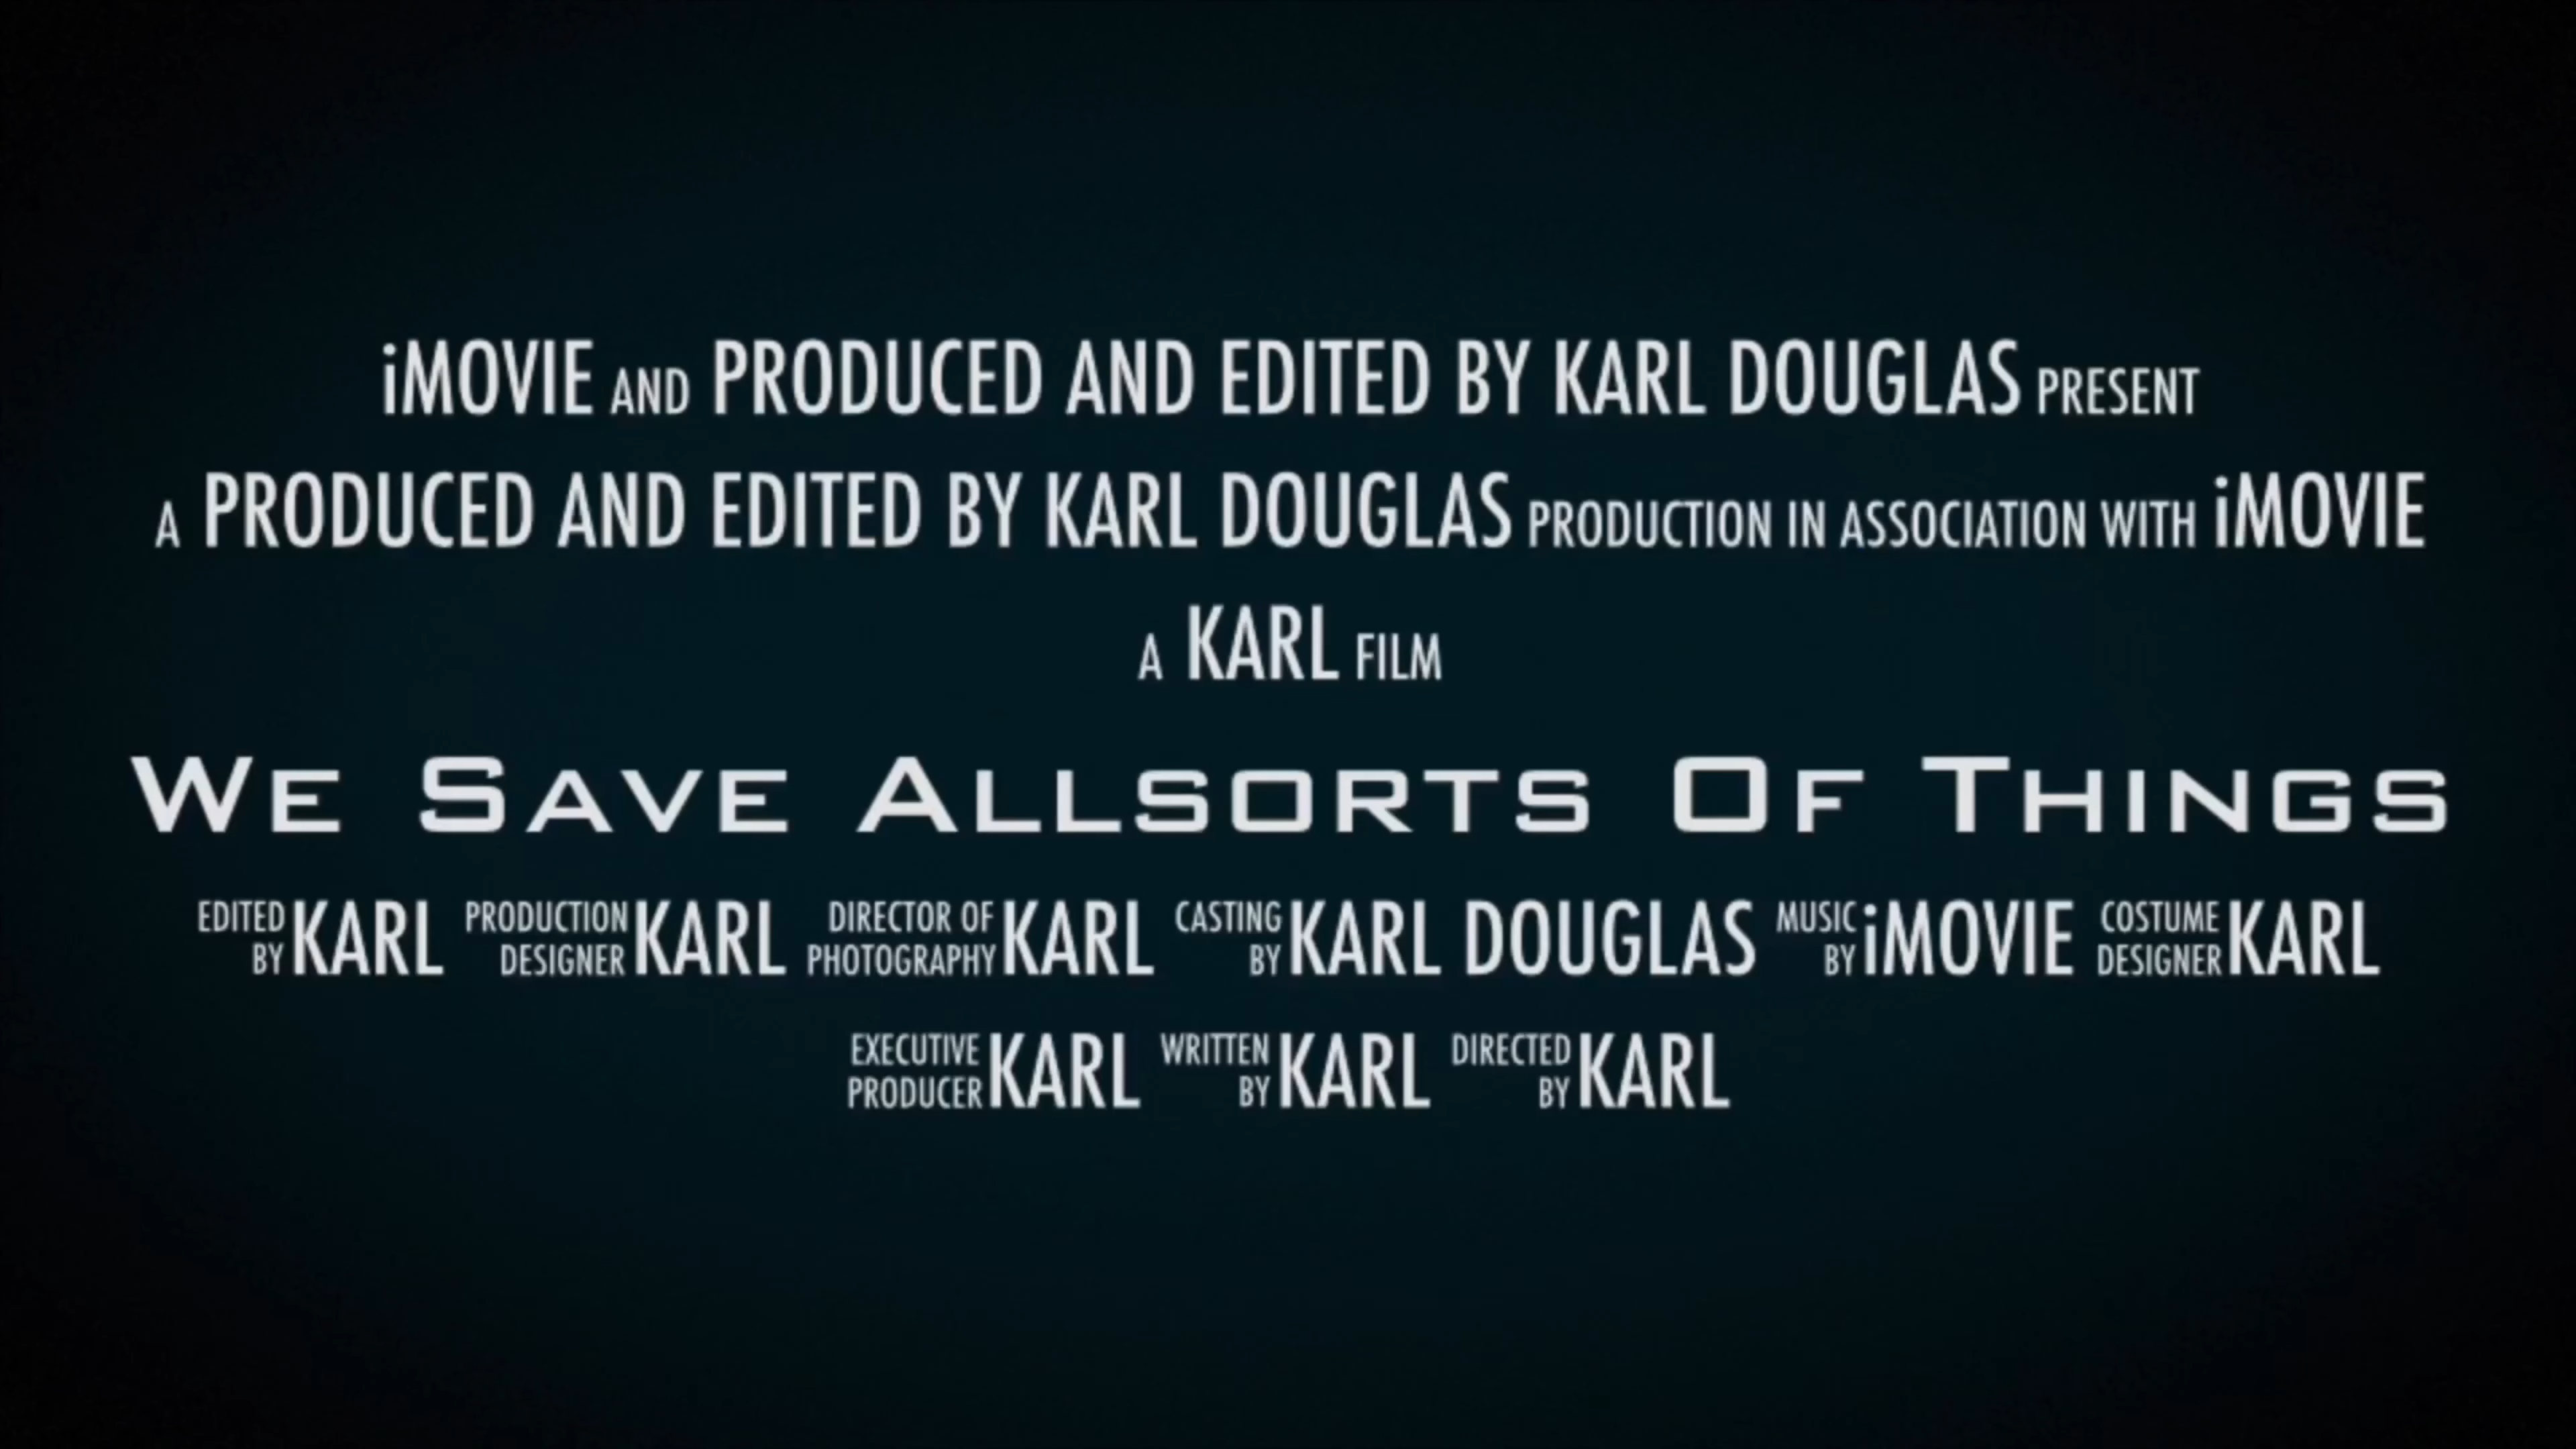 iMOVIE AND PRODUCED AND EDITED BY KARL DOUGLAS PRESENT
A PRODUCED AND EDITED BY KARL DOUGLAS PRODUCTION IN ASSOCIATION WITH iMOVIE
A KARL FILM
WE SAVE ALLSORTS OF THINGS
EDITED BY KARL PRODUCTION DESIGNER KARL DIRECTOR OF PHOTOGRAPHY KARL CASTING BY KARL DOUGLAS MUSIC BY iMOVIE COSTUME DESIGNER KARL
EXECUTIVE PRODUCER KARL WRITTEN BY KARL DIRECTED BY KARL